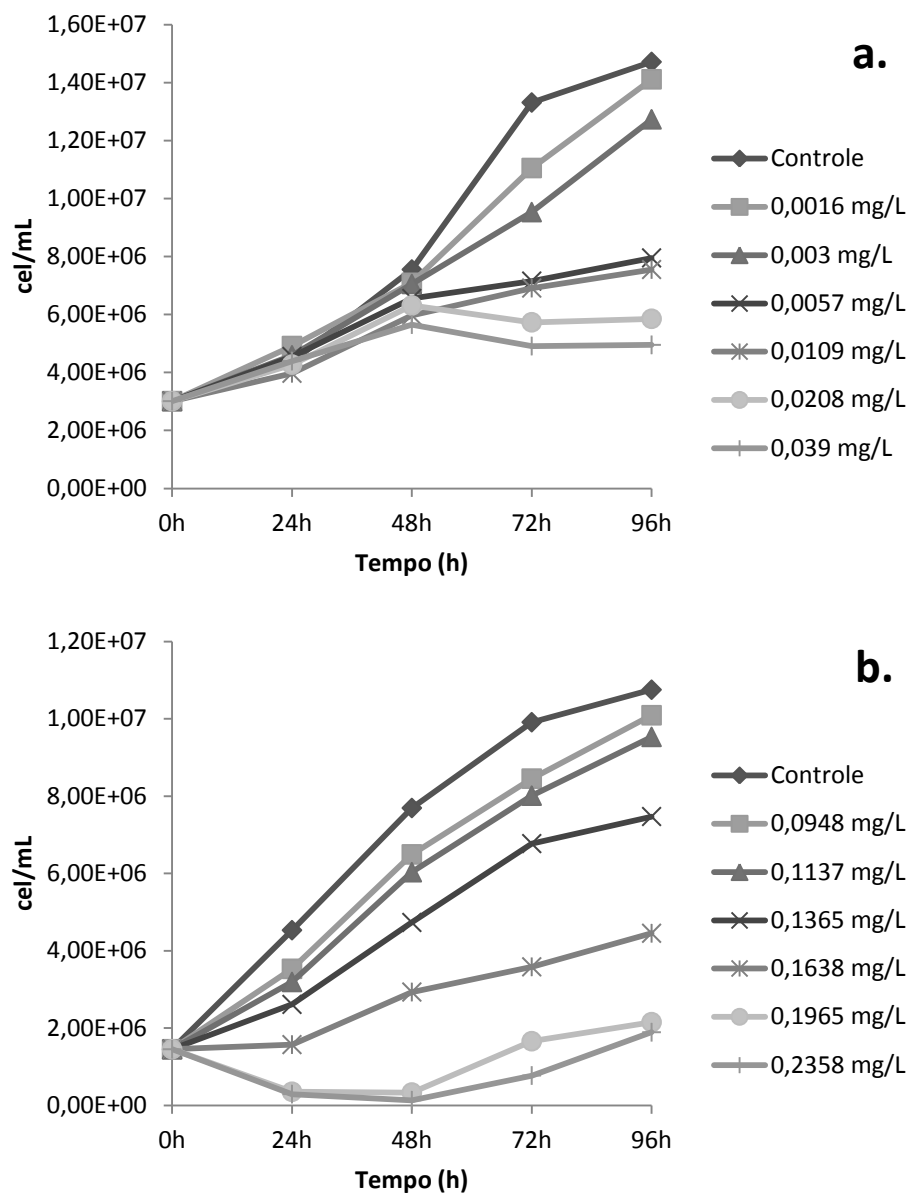 a.
cel/mL
1,60E+07
1,40E+07
1,20E+07
1,00E+07
8,00E+06
6,00E+06
4,00E+06
2,00E+06
0,00E+00
0h 24h 48h 72h 96h
Tempo (h)
Controle
0,0016 mg/L
0,003 mg/L
0,0057 mg/L
0,0109 mg/L
0,0208 mg/L
0,039 mg/L
b.
cel/mL
1,20E+07
1,00E+07
8,00E+06
6,00E+06
4,00E+06
2,00E+06
0,00E+00
0h 24h 48h 72h 96h
Tempo (h)
Controle
0,0948 mg/L
0,1137 mg/L
0,1365 mg/L
0,1638 mg/L
0,1965 mg/L
0,2358 mg/L